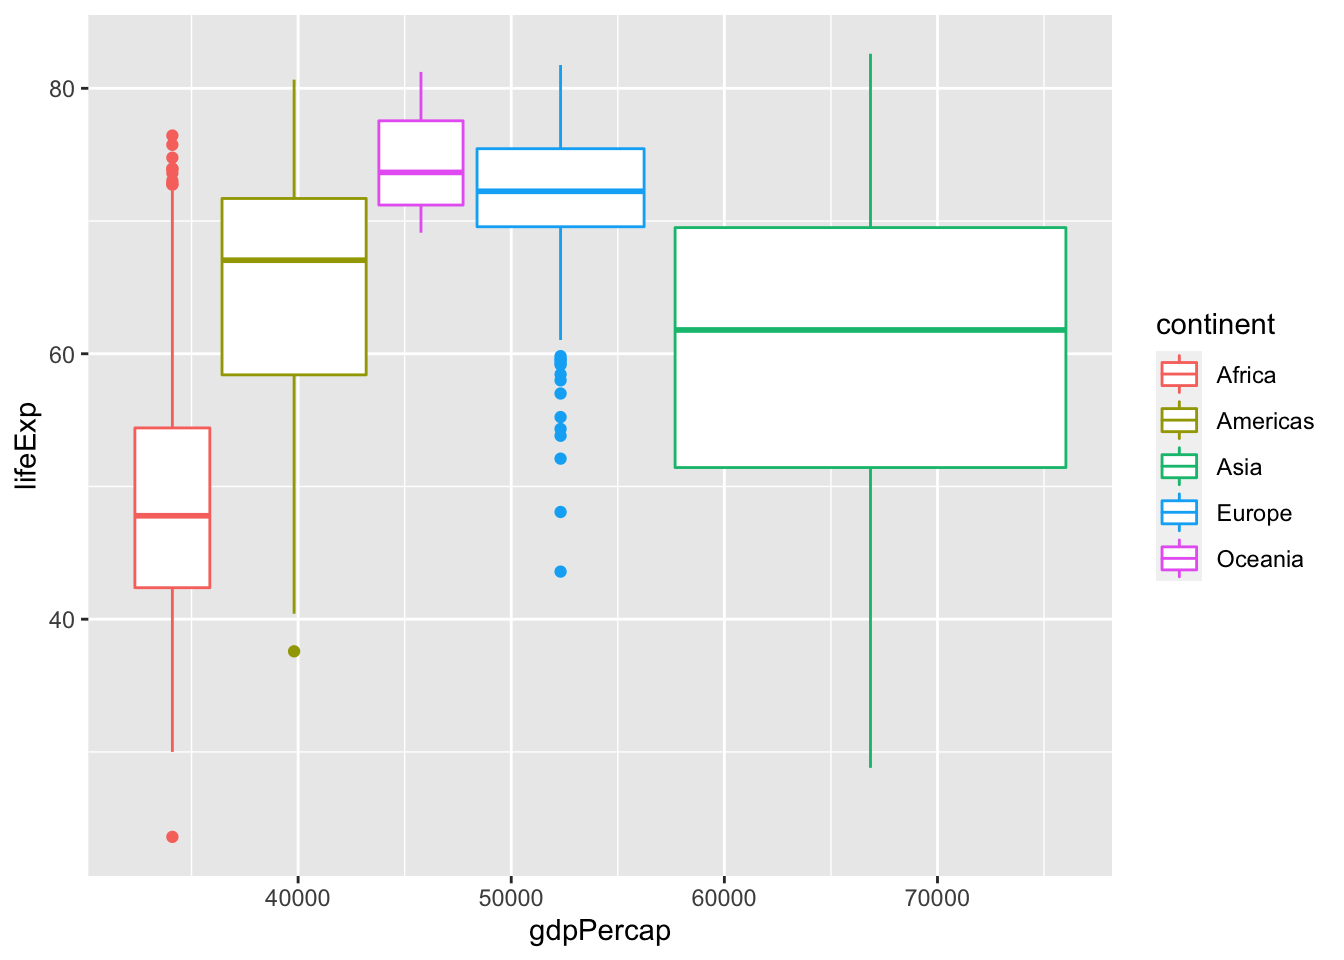 80
60
40
lifeExp
40000 50000 60000 70000
gdpPercap
continent
Africa
Americas
Asia
Europe
Oceania